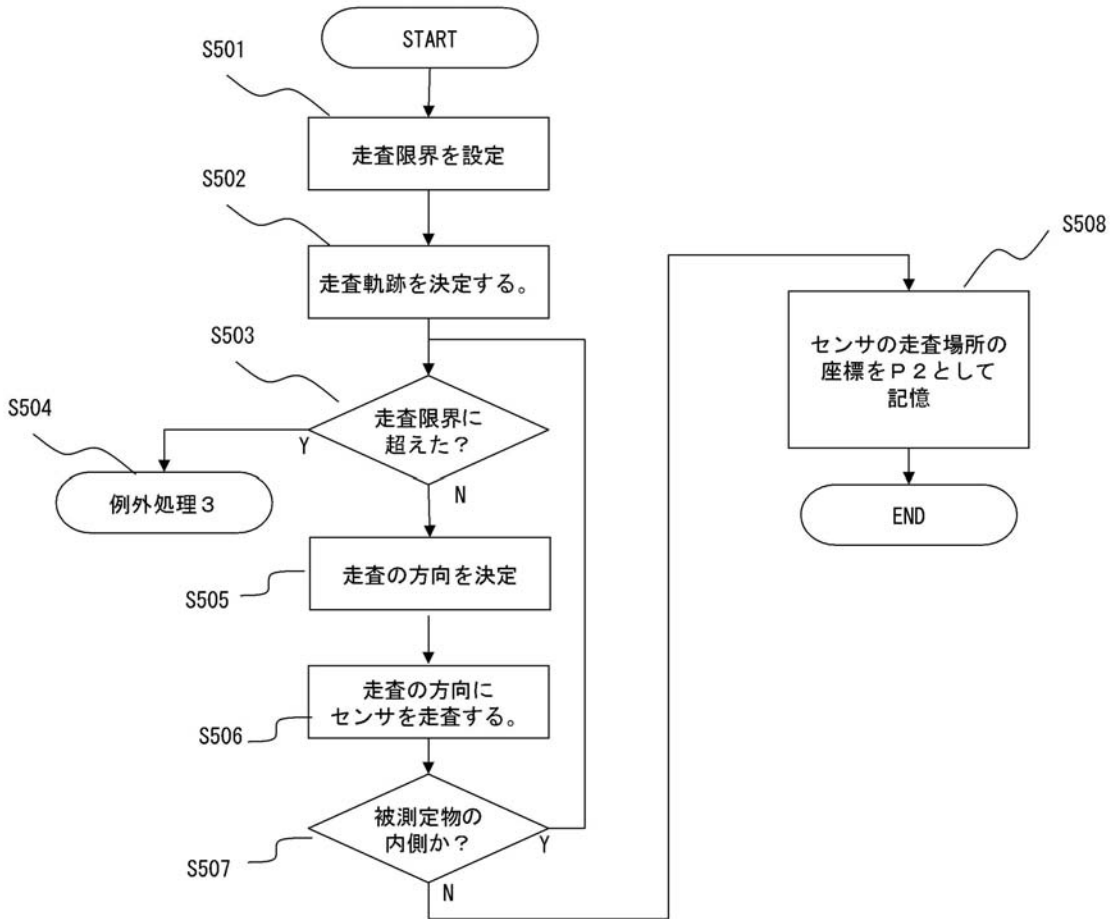 START
S501
走査限界を設定
S502
走査軌跡を決定する。
S503
走査限界に
超えた？
Y
N
S504
例外処理３
S505
走査の方向を決定
S506
走査の方向に
センサを走査する。
S507
被測定物の
内側か？
Y
N
S508
センサの走査場所の
座標をＰ２として
記憶
END